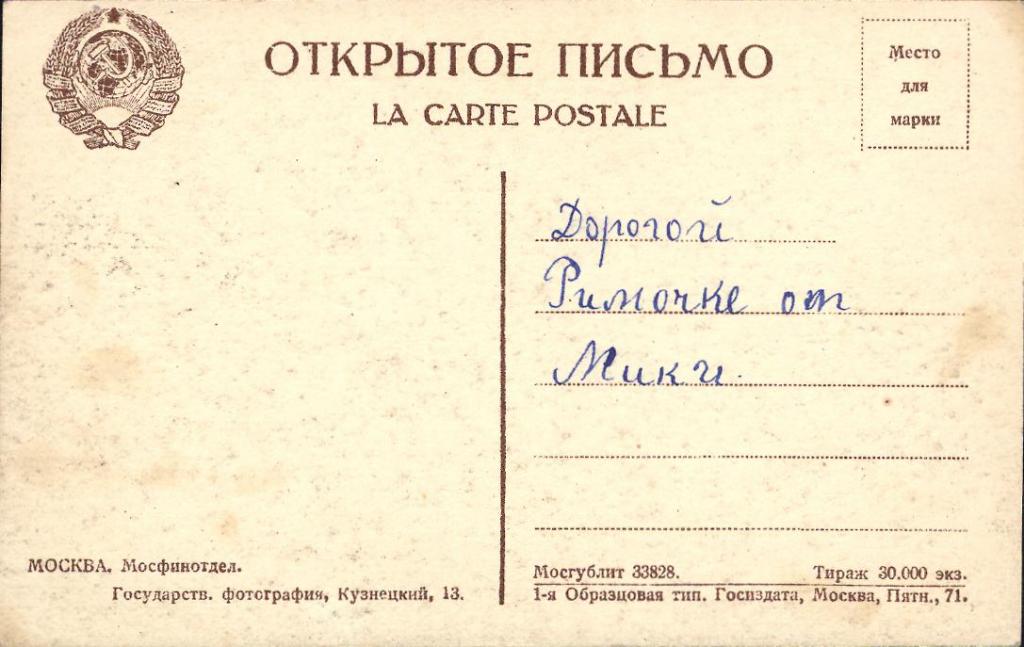 ОТКРЫТОЕ ПИСЬМО
LA CARTE POSTALE
Место
для
марки
Дорогой
Римочке от
Мики.
МОСКВА. Мосфинотдел.
Государств. фотография, Кузнецкий, 13.
Мосгублит 33828. Тираж 30.000 экз.
1-я Образцовая тип. Госиздата, Москва, Пятн., 71.